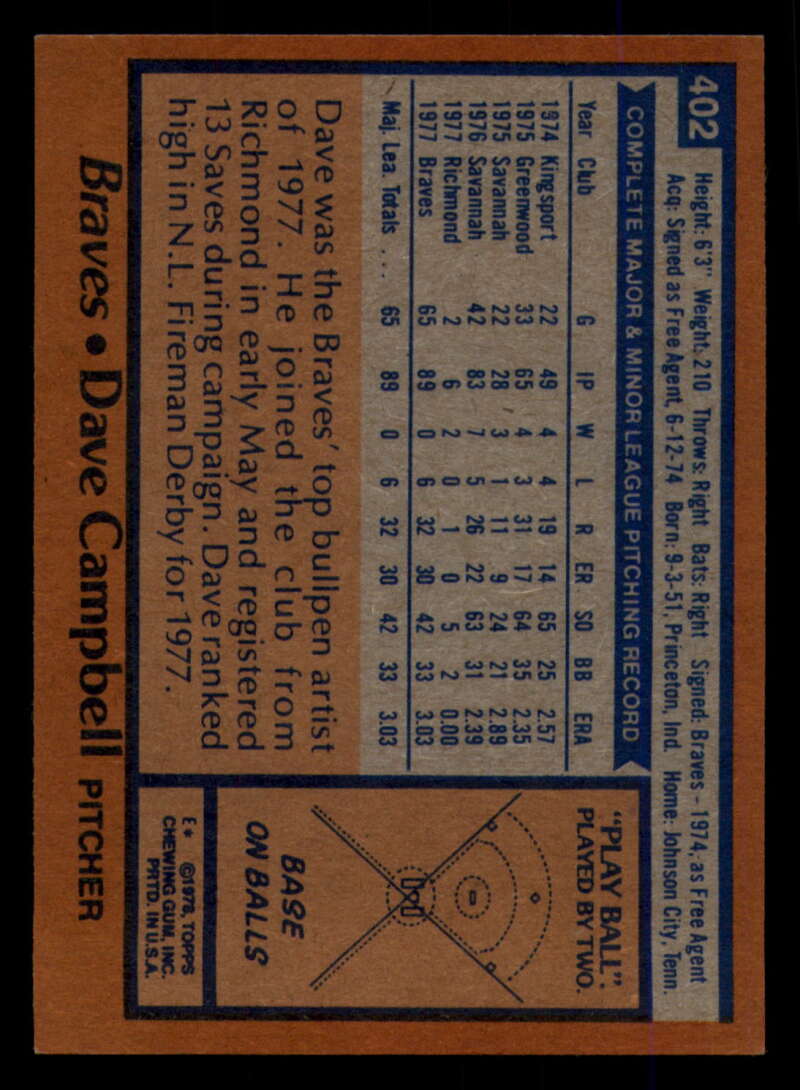 402
Height: 6'3" Weight: 210 Throws: Right Bats: Right Signed: Braves - 1974, as Free Agent
Acq: Signed as Free Agent, 6-12-74 Born: 9-3-51, Princeton, Ind. Home: Johnson City, Tenn.
COMPLETE MAJOR & MINOR LEAGUE PITCHING RECORD
Year Club G IP W L R ER SO BB ERA
1974 Kingsport 22 49 4 4 19 14 65 25 2.57
1975 Greenwood 33 65 4 3 31 17 64 35 2.35
1975 Savannah 22 28 3 1 11 9 24 21 2.89
1976 Savannah 42 83 7 5 26 22 63 31 2.39
1977 Richmond 2 6 2 0 1 0 5 2 0.00
1977 Braves 65 89 0 6 32 30 42 33 3.03
Maj. Lea. Totals ... 65 89 0 6 32 30 42 33 3.03
Dave was the Braves' top bullpen artist
of 1977. He joined the club from
Richmond in early May and registered
13 Saves during campaign. Dave ranked
high in N.L. Fireman Derby for 1977.
"PLAY BALL":
PLAYED BY TWO.
BASE
ON BALLS
E* ©1978, TOPPS
CHEWING GUM, INC.
PRTD. IN U.S.A.
Braves • Dave Campbell PITCHER